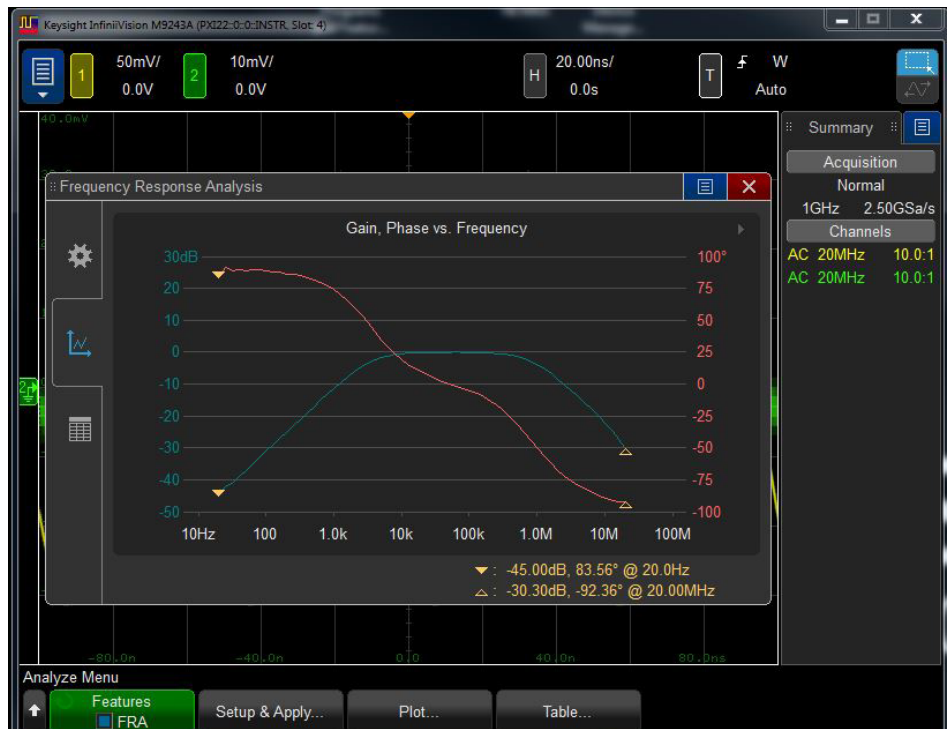 Keysight InfiniiVision M9243A (PXI22::0::0::INSTR, Slot: 4)
1 50mV/ 2 10mV/ H 20.00ns/ T W
0.0V 0.0V 0.0s Auto
40.0mV
Summary
Acquisition
Normal
1GHz 2.50GSa/s
Channels
AC 20MHz 10.0:1
AC 20MHz 10.0:1
Frequency Response Analysis
Gain, Phase vs. Frequency
30dB 100°
20 75
10 50
0 25
-10 0
-20 -25
-30 -50
-40 -75
-50 -100
10Hz 100 1.0k 10k 100k 1.0M 10M 100M
: -45.00dB, 83.56° @ 20.0Hz
: -30.30dB, -92.36° @ 20.00MHz
2
-80.0n -40.0n 0.0 40.0n 80.0ns
Analyze Menu
Features
FRA
Setup & Apply...
Plot...
Table...